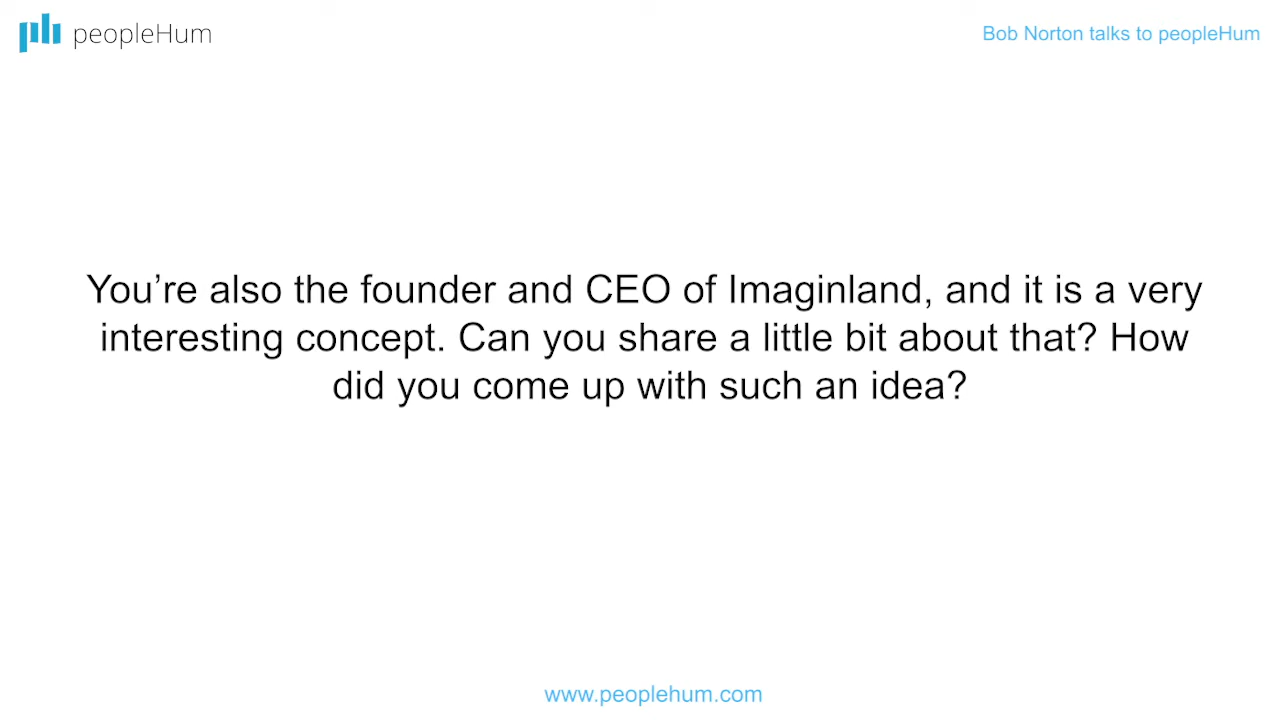 peopleHum
Bob Norton talks to peopleHum
You’re also the founder and CEO of Imaginland, and it is a very
interesting concept. Can you share a little bit about that? How
did you come up with such an idea?
www.peoplehum.com